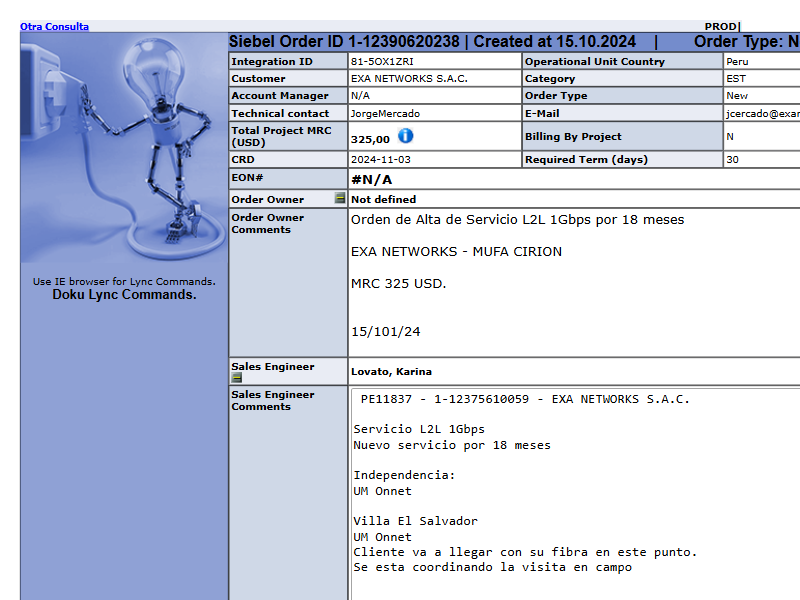 Otra Consulta
PROD|
Siebel Order ID 1-12390620238 | Created at 15.10.2024 | Order Type: N
Integration ID 81-5OX1ZRI Operational Unit Country Peru
Customer EXA NETWORKS S.A.C. Category EST
Account Manager N/A Order Type New
Technical contact JorgeMercado E-Mail jcercado@exar
Total Project MRC (USD) 325,00 Billing By Project N
CRD 2024-11-03 Required Term (days) 30
EON# #N/A
Order Owner Not defined
Order Owner Comments
Orden de Alta de Servicio L2L 1Gbps por 18 meses
EXA NETWORKS - MUFA CIRION
MRC 325 USD.
15/101/24
Use IE browser for Lync Commands.
Doku Lync Commands.
Sales Engineer Lovato, Karina
Sales Engineer Comments
PE11837 - 1-12375610059 - EXA NETWORKS S.A.C.
Servicio L2L 1Gbps
Nuevo servicio por 18 meses
Independencia:
UM Onnet
Villa El Salvador
UM Onnet
Cliente va a llegar con su fibra en este punto.
Se esta coordinando la visita en campo